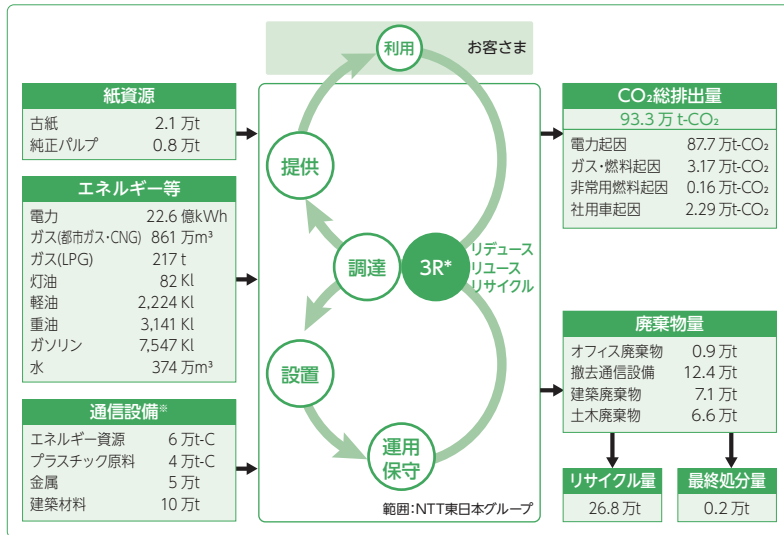 利用
お客さま
紙資源
古紙 2.1 万t
純正パルプ 0.8 万t
エネルギー等
電力 22.6 億kWh
ガス(都市ガス・CNG) 861 万m³
ガス(LPG) 217 t
灯油 82 Kl
軽油 2,224 Kl
重油 3,141 Kl
ガソリン 7,547 Kl
水 374 万m³
通信設備※
エネルギー資源 6 万t-C
プラスチック原料 4 万t-C
金属 5 万t
建築材料 10 万t
提供
調達
3R*
リデュース
リユース
リサイクル
設置
運用
保守
範囲:NTT東日本グループ
CO₂総排出量
93.3 万 t-CO₂
電力起因 87.7 万t-CO₂
ガス・燃料起因 3.17 万t-CO₂
非常用燃料起因 0.16 万t-CO₂
社用車起因 2.29 万t-CO₂
廃棄物量
オフィス廃棄物 0.9 万t
撤去通信設備 12.4 万t
建築廃棄物 7.1 万t
土木廃棄物 6.6 万t
リサイクル量
26.8 万t
最終処分量
0.2 万t